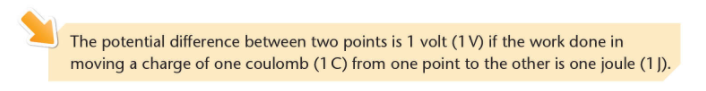 The potential difference between two points is 1 volt (1 V) if the work done in
moving a charge of one coulomb (1 C) from one point to the other is one joule (1 J).